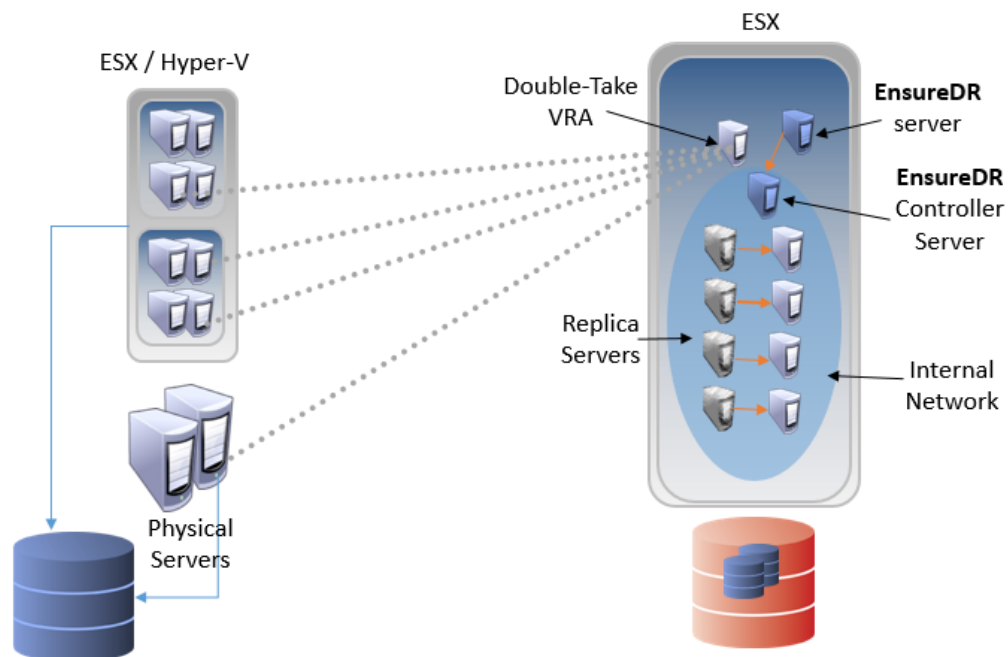 ESX
ESX / Hyper-V
Double-Take
VRA
EnsureDR
server
EnsureDR
Controller
Server
Replica
Servers
Internal
Network
Physical
Servers